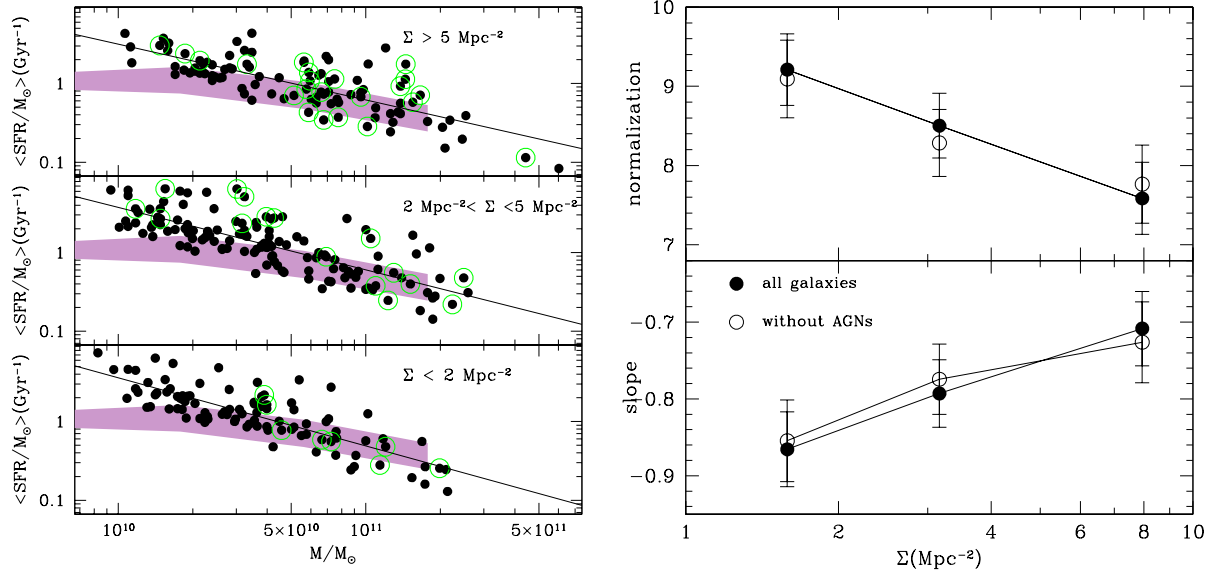 <SFR/M⊙>(Gyr⁻¹)
1
0.1
Σ > 5 Mpc⁻²
<SFR/M⊙>(Gyr⁻¹)
1
0.1
2 Mpc⁻²< Σ <5 Mpc⁻²
<SFR/M⊙>(Gyr⁻¹)
1
0.1
Σ < 2 Mpc⁻²
10¹⁰
5×10¹⁰
10¹¹
5×10¹¹
M/M⊙
10
9
8
7
normalization
−0.7
−0.8
−0.9
slope
all galaxies
without AGNs
1
2
4
6
8
10
Σ(Mpc⁻²)